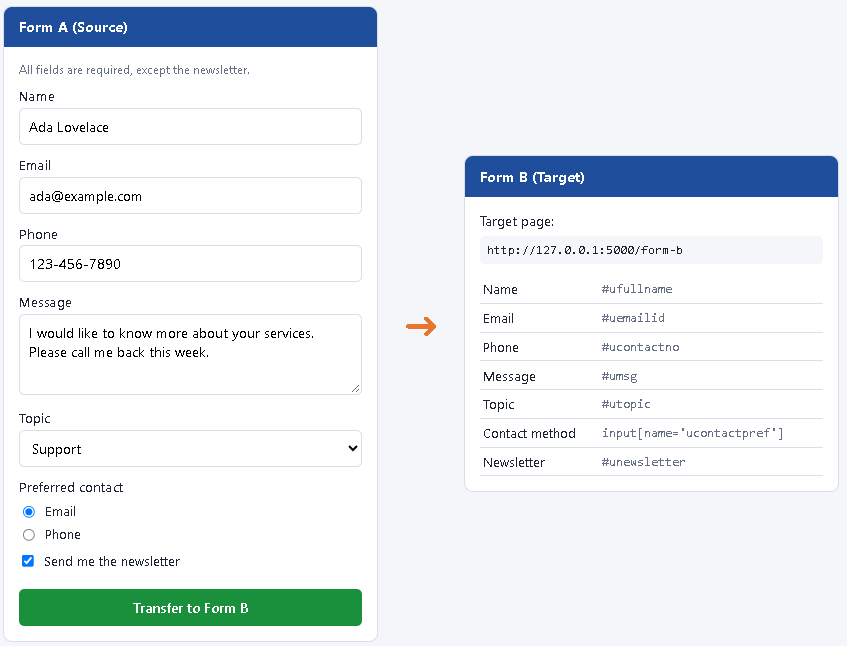 Form A (Source)
All fields are required, except the newsletter.
Name
Ada Lovelace
Email
ada@example.com
Phone
123-456-7890
Message
I would like to know more about your services.
Please call me back this week.
Topic
Support
Preferred contact
Email
Phone
Send me the newsletter
Transfer to Form B
Form B (Target)
Target page:
http://127.0.0.1:5000/form-b
Name #ufullname
Email #uemailid
Phone #ucontactno
Message #umsg
Topic #utopic
Contact method input[name='ucontactpref']
Newsletter #unewsletter